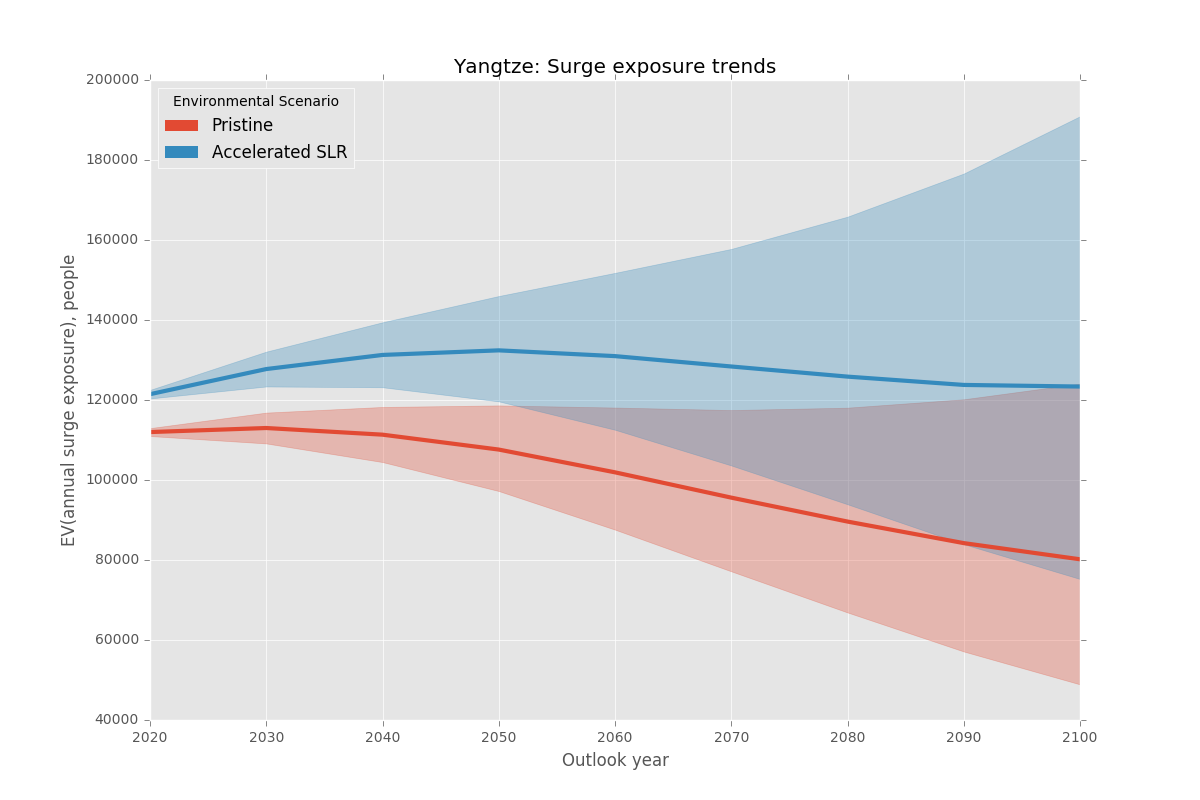 Yangtze: Surge exposure trends
200000
180000
160000
140000
120000
100000
80000
60000
40000
EV(annual surge exposure), people
Environmental Scenario
Pristine
Accelerated SLR
2020 2030 2040 2050 2060 2070 2080 2090 2100
Outlook year